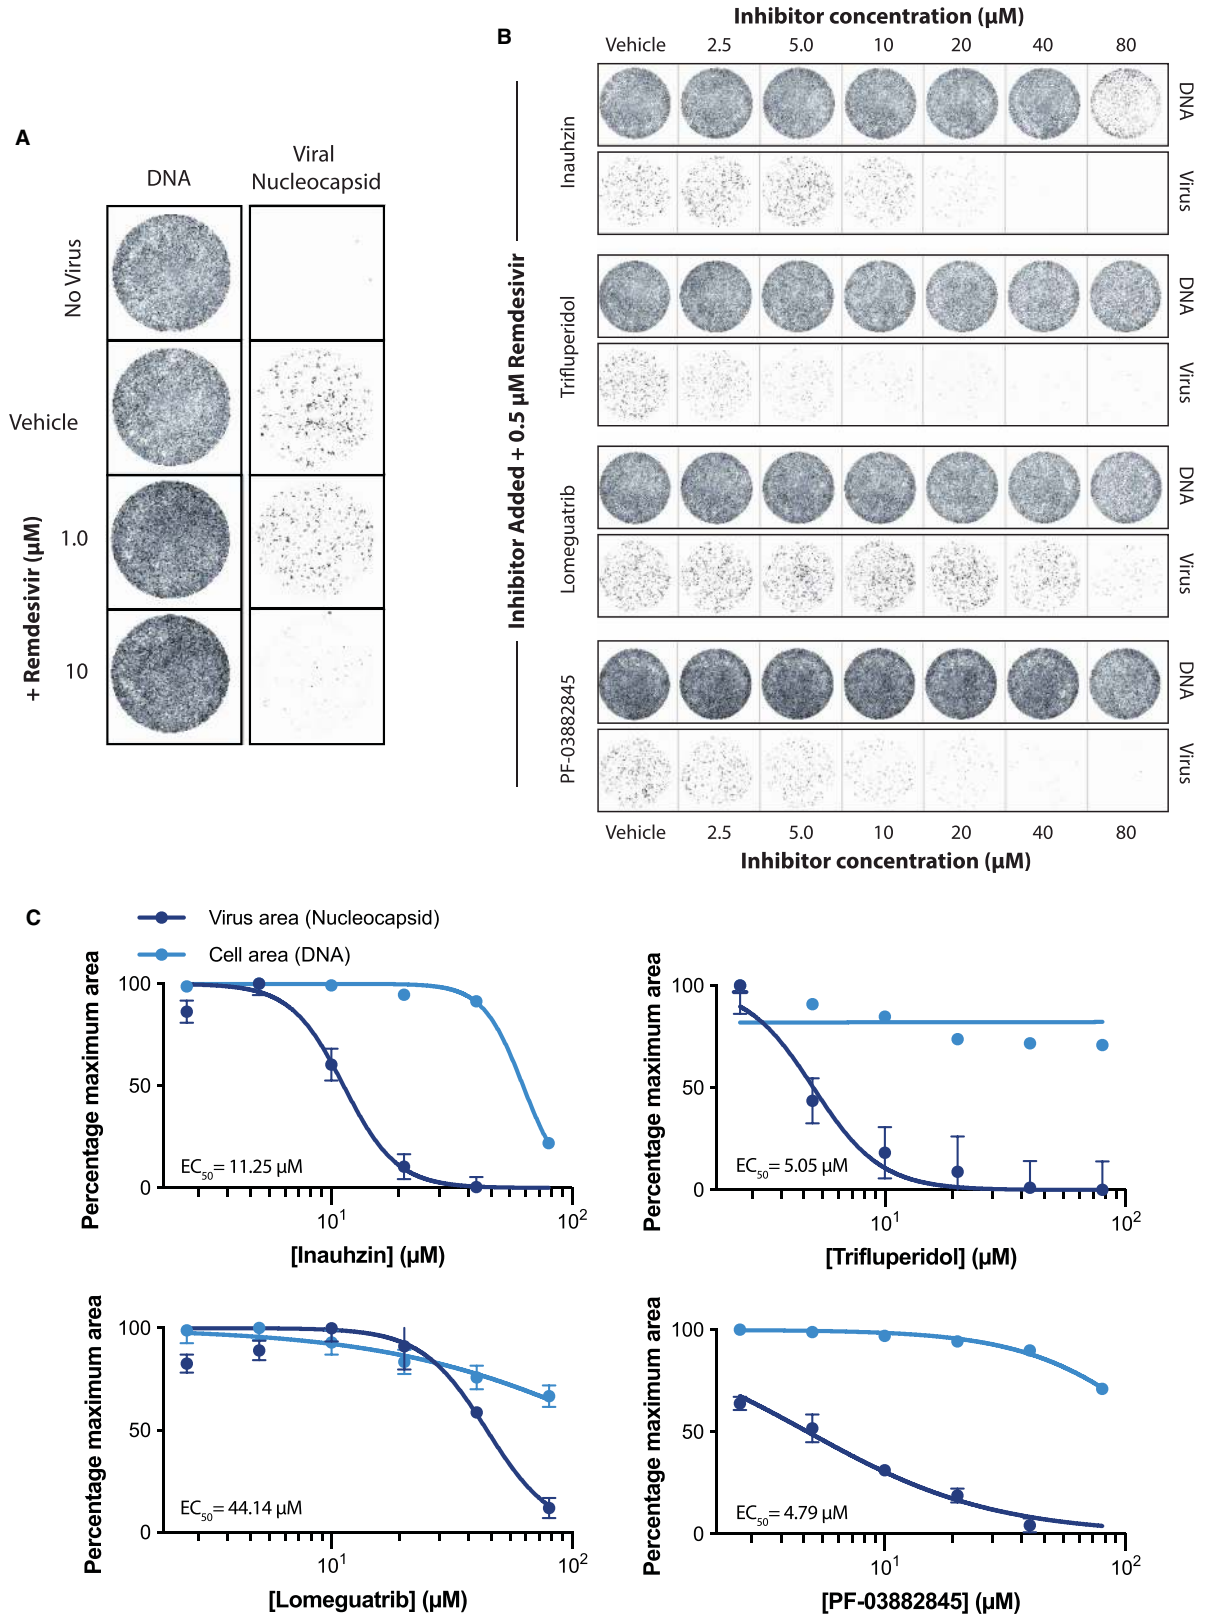 A
DNA
Viral
Nucleocapsid
No Virus
Vehicle
+ Remdesivir (µM)
1.0
10
B
Inhibitor concentration (µM)
Vehicle 2.5 5.0 10 20 40 80
Inhibitor Added + 0.5 µM Remdesivir
Inauhzin
DNA
Virus
Trifluperidol
DNA
Virus
Lomeguatrib
DNA
Virus
PF-03882845
DNA
Virus
Vehicle 2.5 5.0 10 20 40 80
Inhibitor concentration (µM)
C
Virus area (Nucleocapsid)
Cell area (DNA)
Percentage maximum area
100
50
0
EC50= 11.25 µM
10¹ 10²
[Inauhzin] (µM)
Percentage maximum area
100
50
0
EC50= 5.05 µM
10¹ 10²
[Trifluperidol] (µM)
Percentage maximum area
100
50
0
EC50= 44.14 µM
10¹ 10²
[Lomeguatrib] (µM)
Percentage maximum area
100
50
0
EC50= 4.79 µM
10¹ 10²
[PF-03882845] (µM)